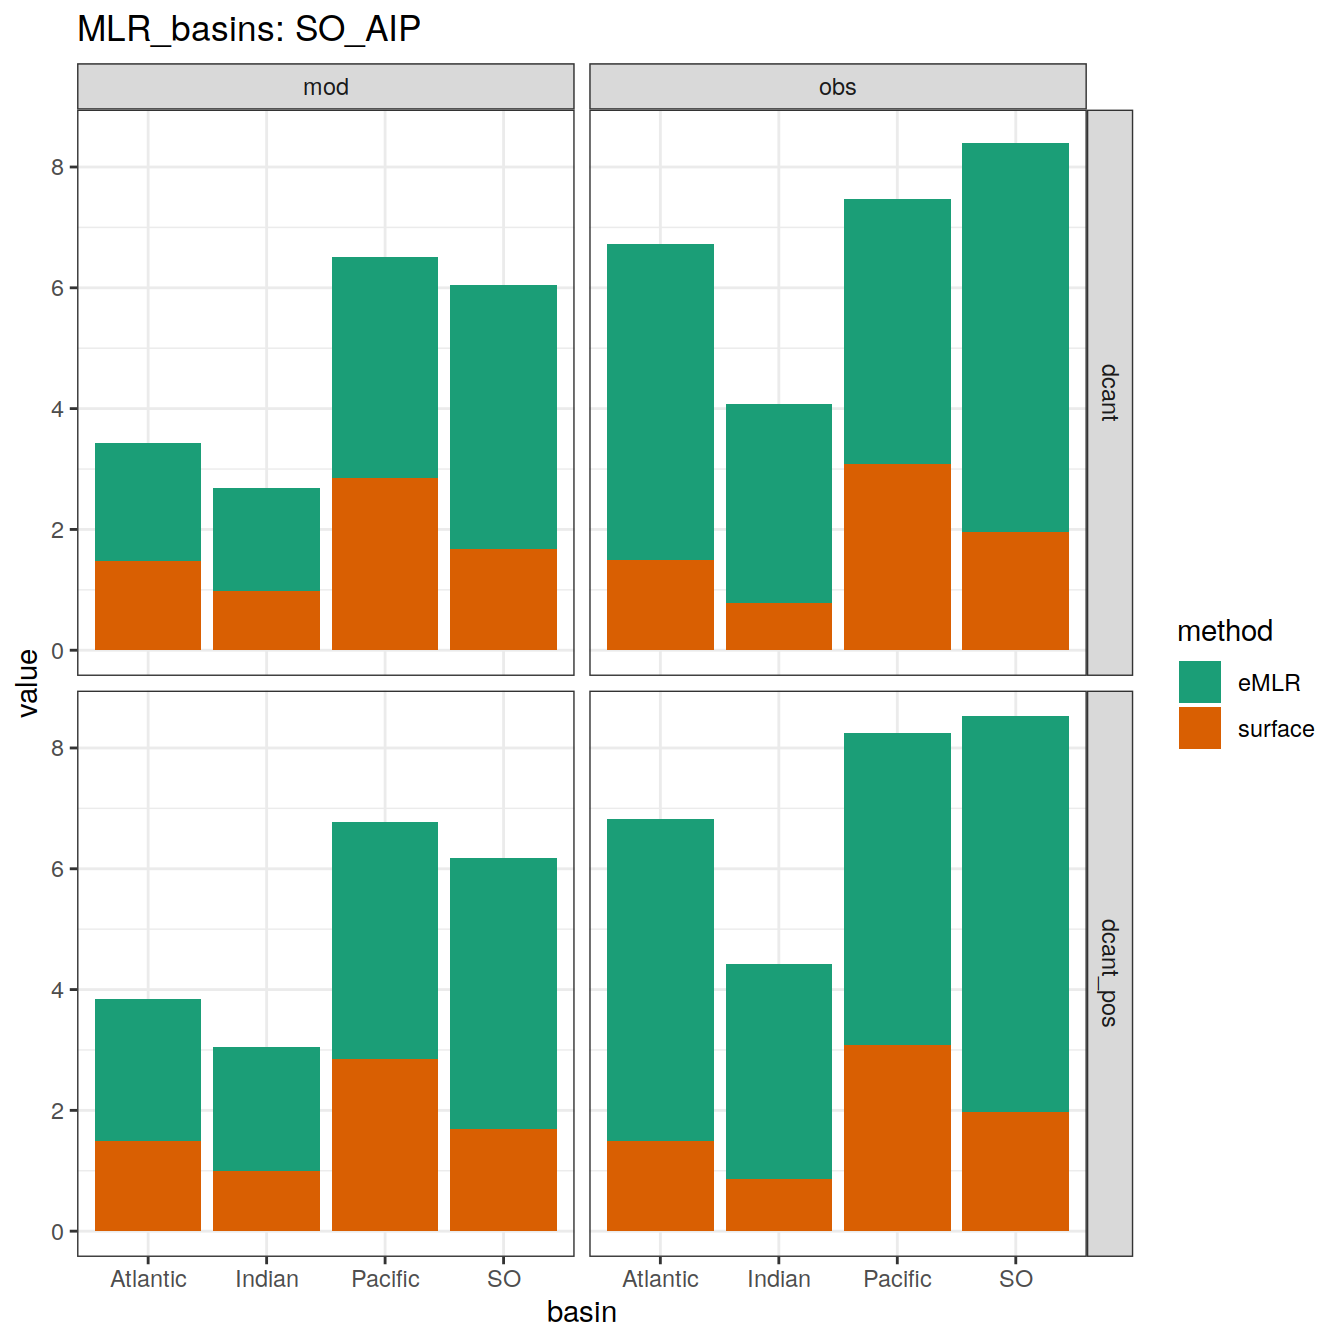 MLR_basins: SO_AIP
mod
obs
8
6
4
2
0
dcant
value
8
6
4
2
0
dcant_pos
Atlantic Indian Pacific SO
Atlantic Indian Pacific SO
basin
method
eMLR
surface